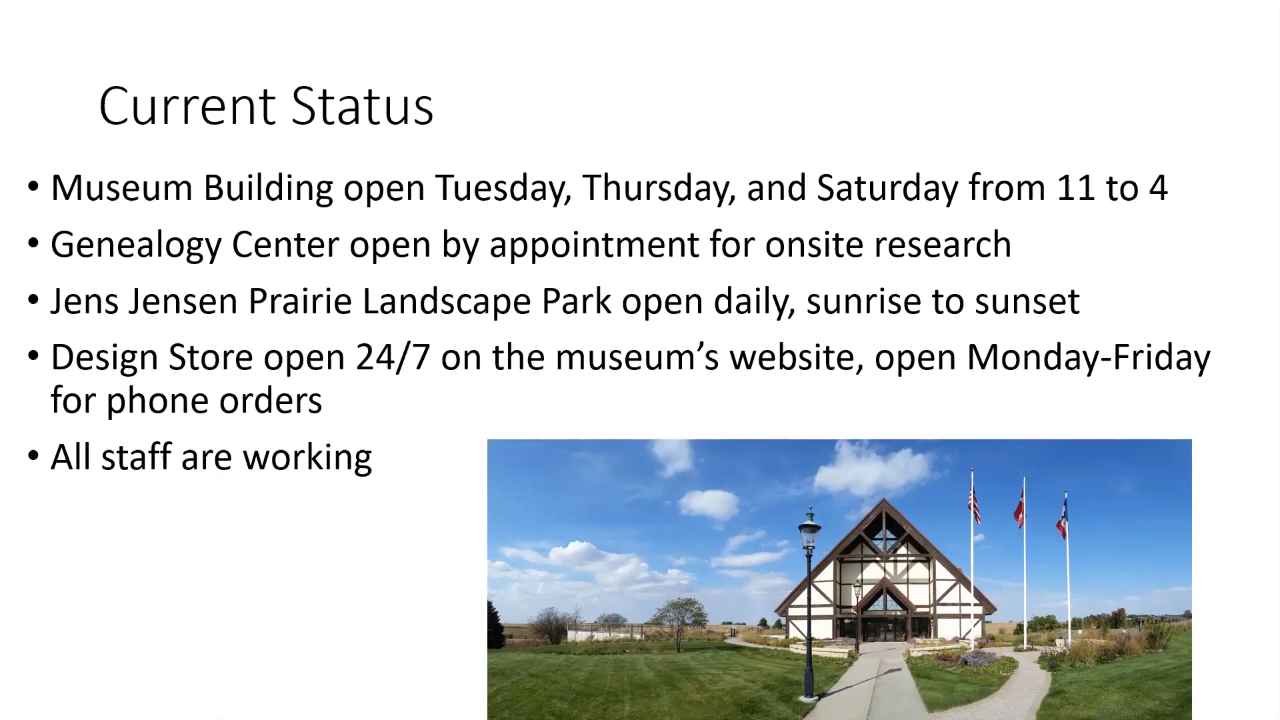 Current Status
• Museum Building open Tuesday, Thursday, and Saturday from 11 to 4
• Genealogy Center open by appointment for onsite research
• Jens Jensen Prairie Landscape Park open daily, sunrise to sunset
• Design Store open 24/7 on the museum’s website, open Monday-Friday
for phone orders
• All staff are working